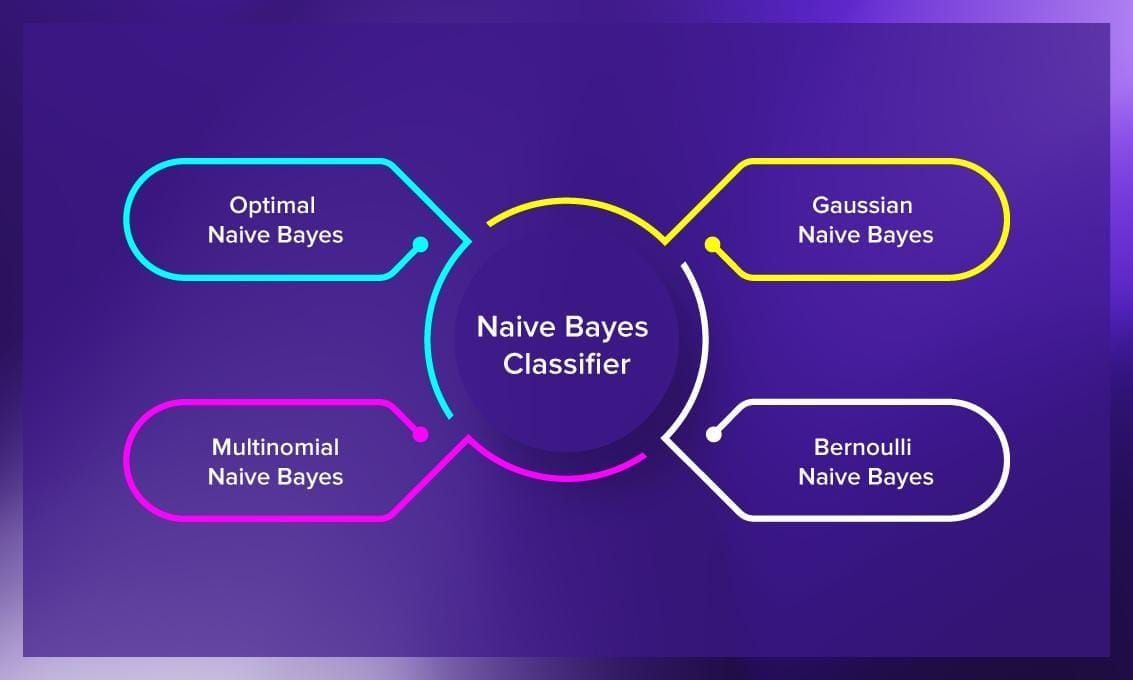 Optimal
Naive Bayes
Gaussian
Naive Bayes
Naive Bayes
Classifier
Multinomial
Naive Bayes
Bernoulli
Naive Bayes